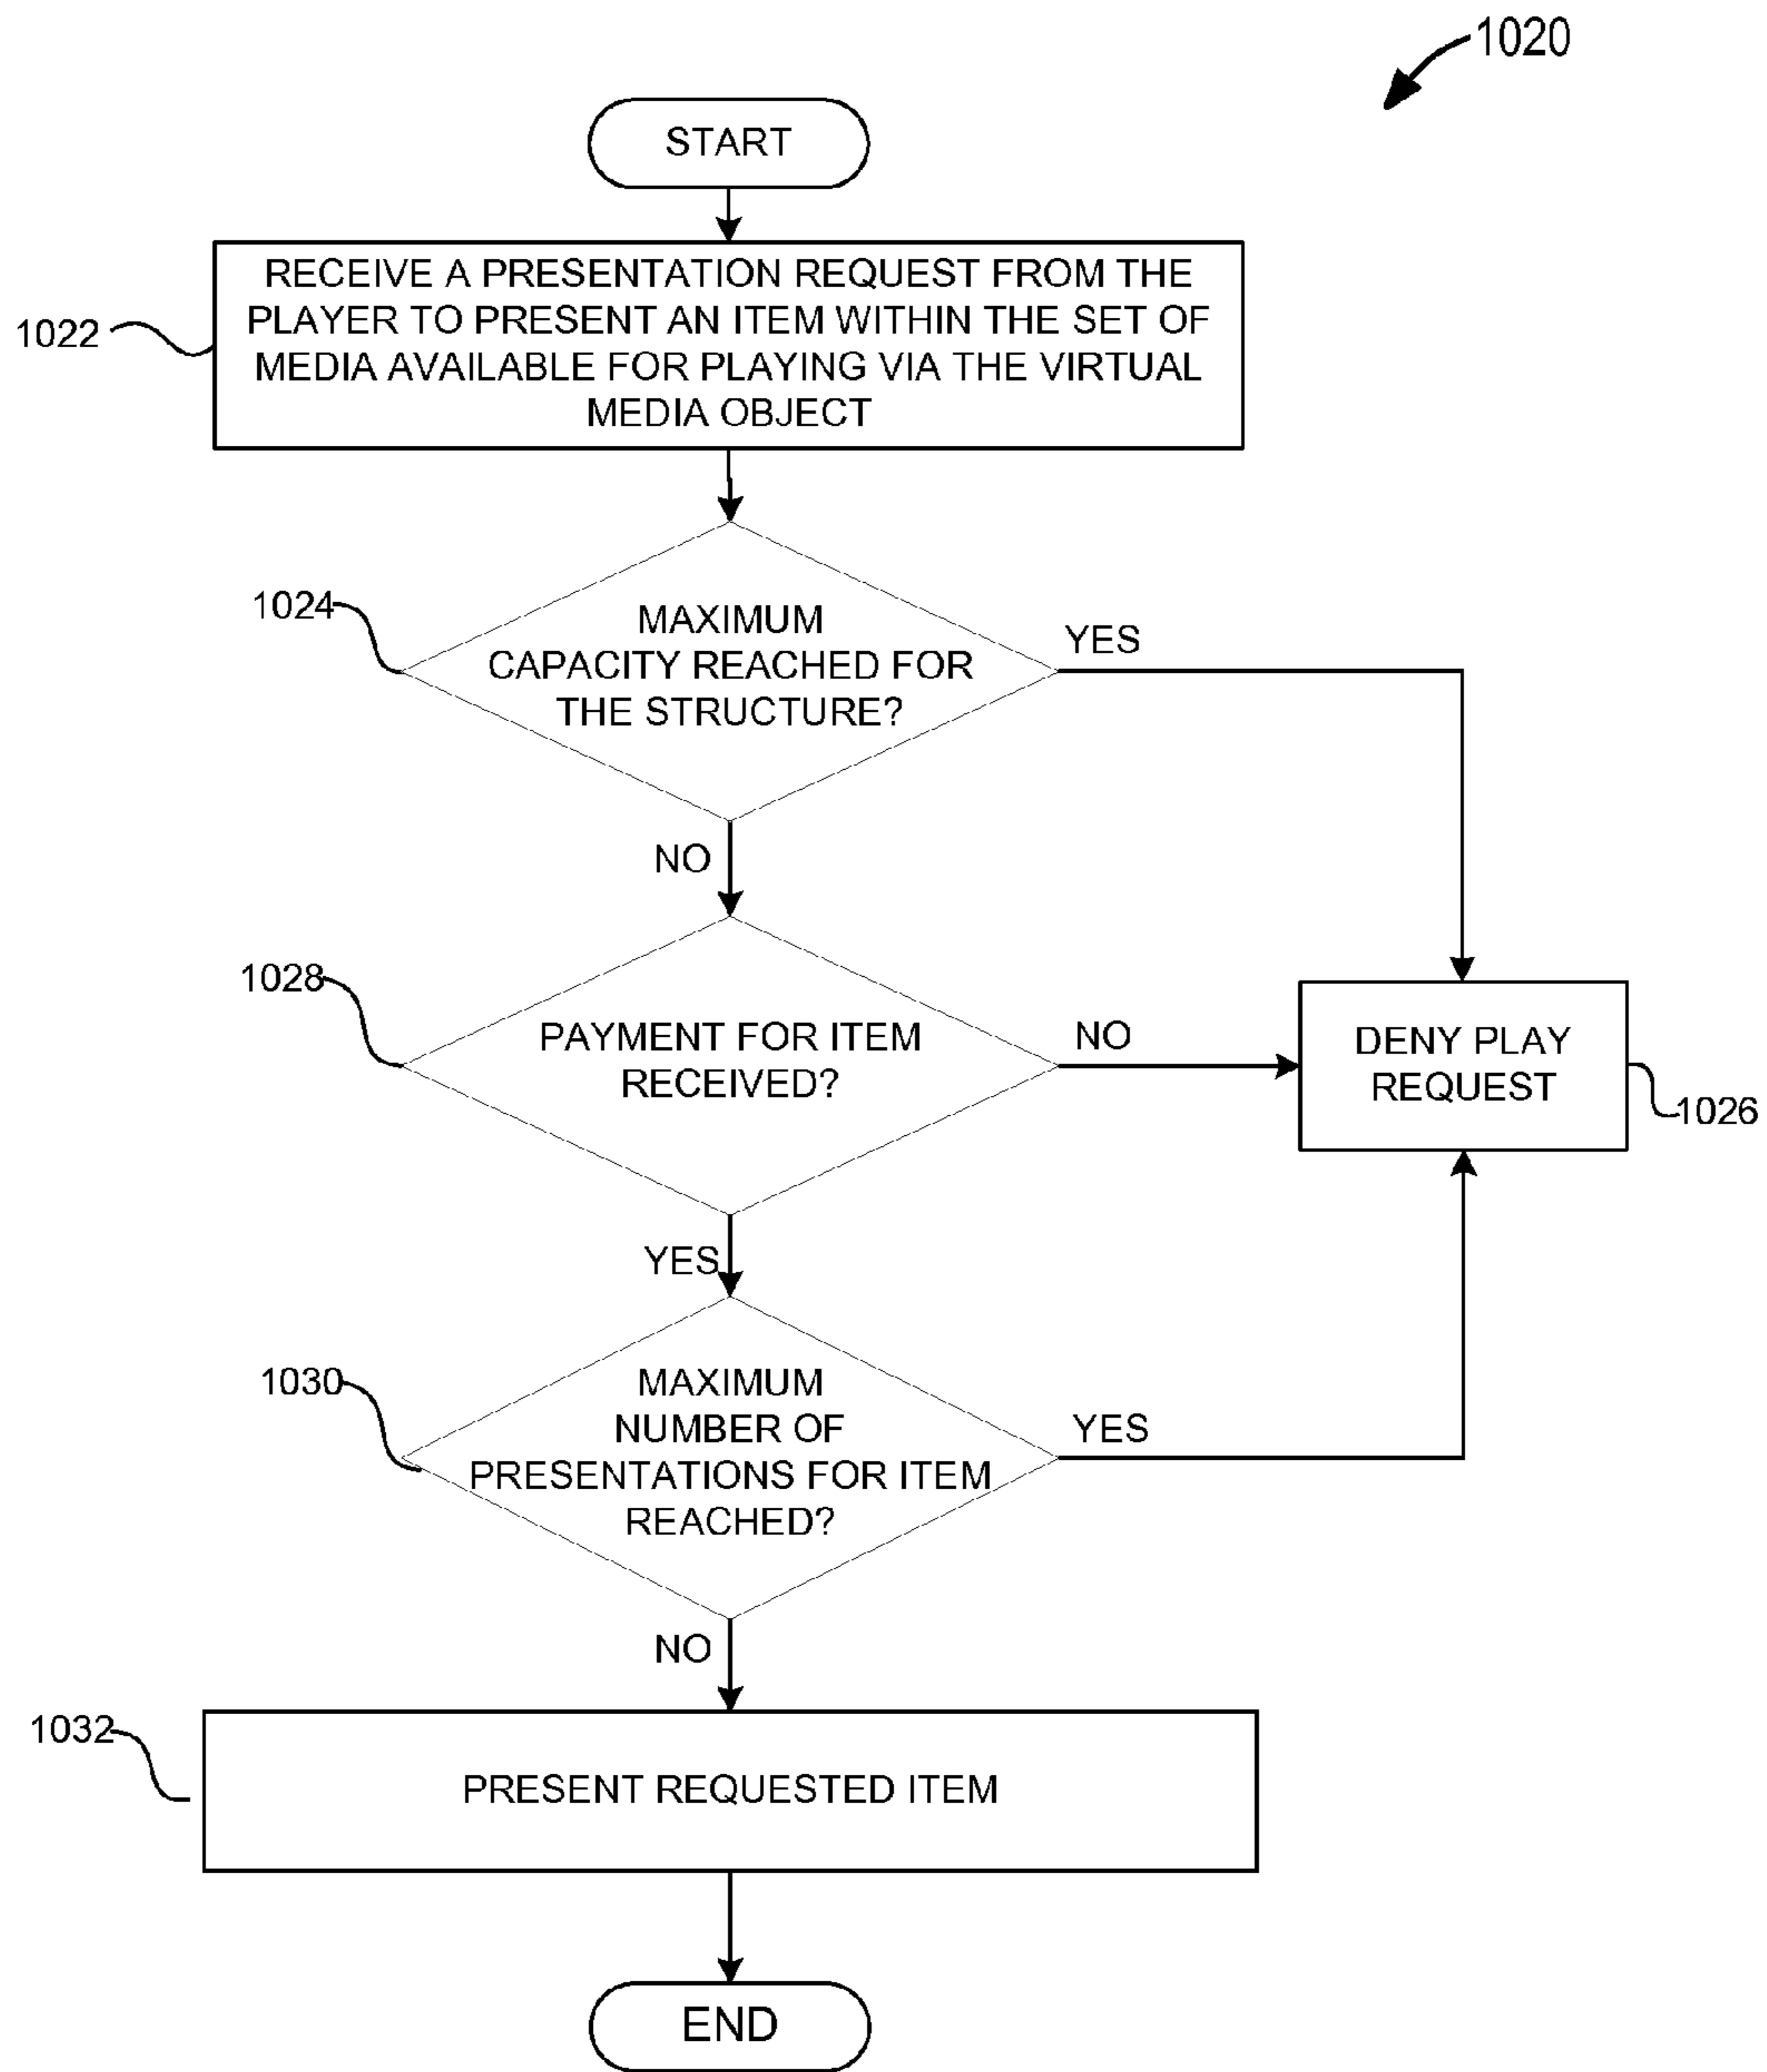 1020
START
1022
RECEIVE A PRESENTATION REQUEST FROM THE
PLAYER TO PRESENT AN ITEM WITHIN THE SET OF
MEDIA AVAILABLE FOR PLAYING VIA THE VIRTUAL
MEDIA OBJECT
1024
MAXIMUM
CAPACITY REACHED FOR
THE STRUCTURE?
YES
NO
1028
PAYMENT FOR ITEM
RECEIVED?
NO
DENY PLAY
REQUEST
1026
YES
1030
MAXIMUM
NUMBER OF
PRESENTATIONS FOR ITEM
REACHED?
YES
NO
1032
PRESENT REQUESTED ITEM
END